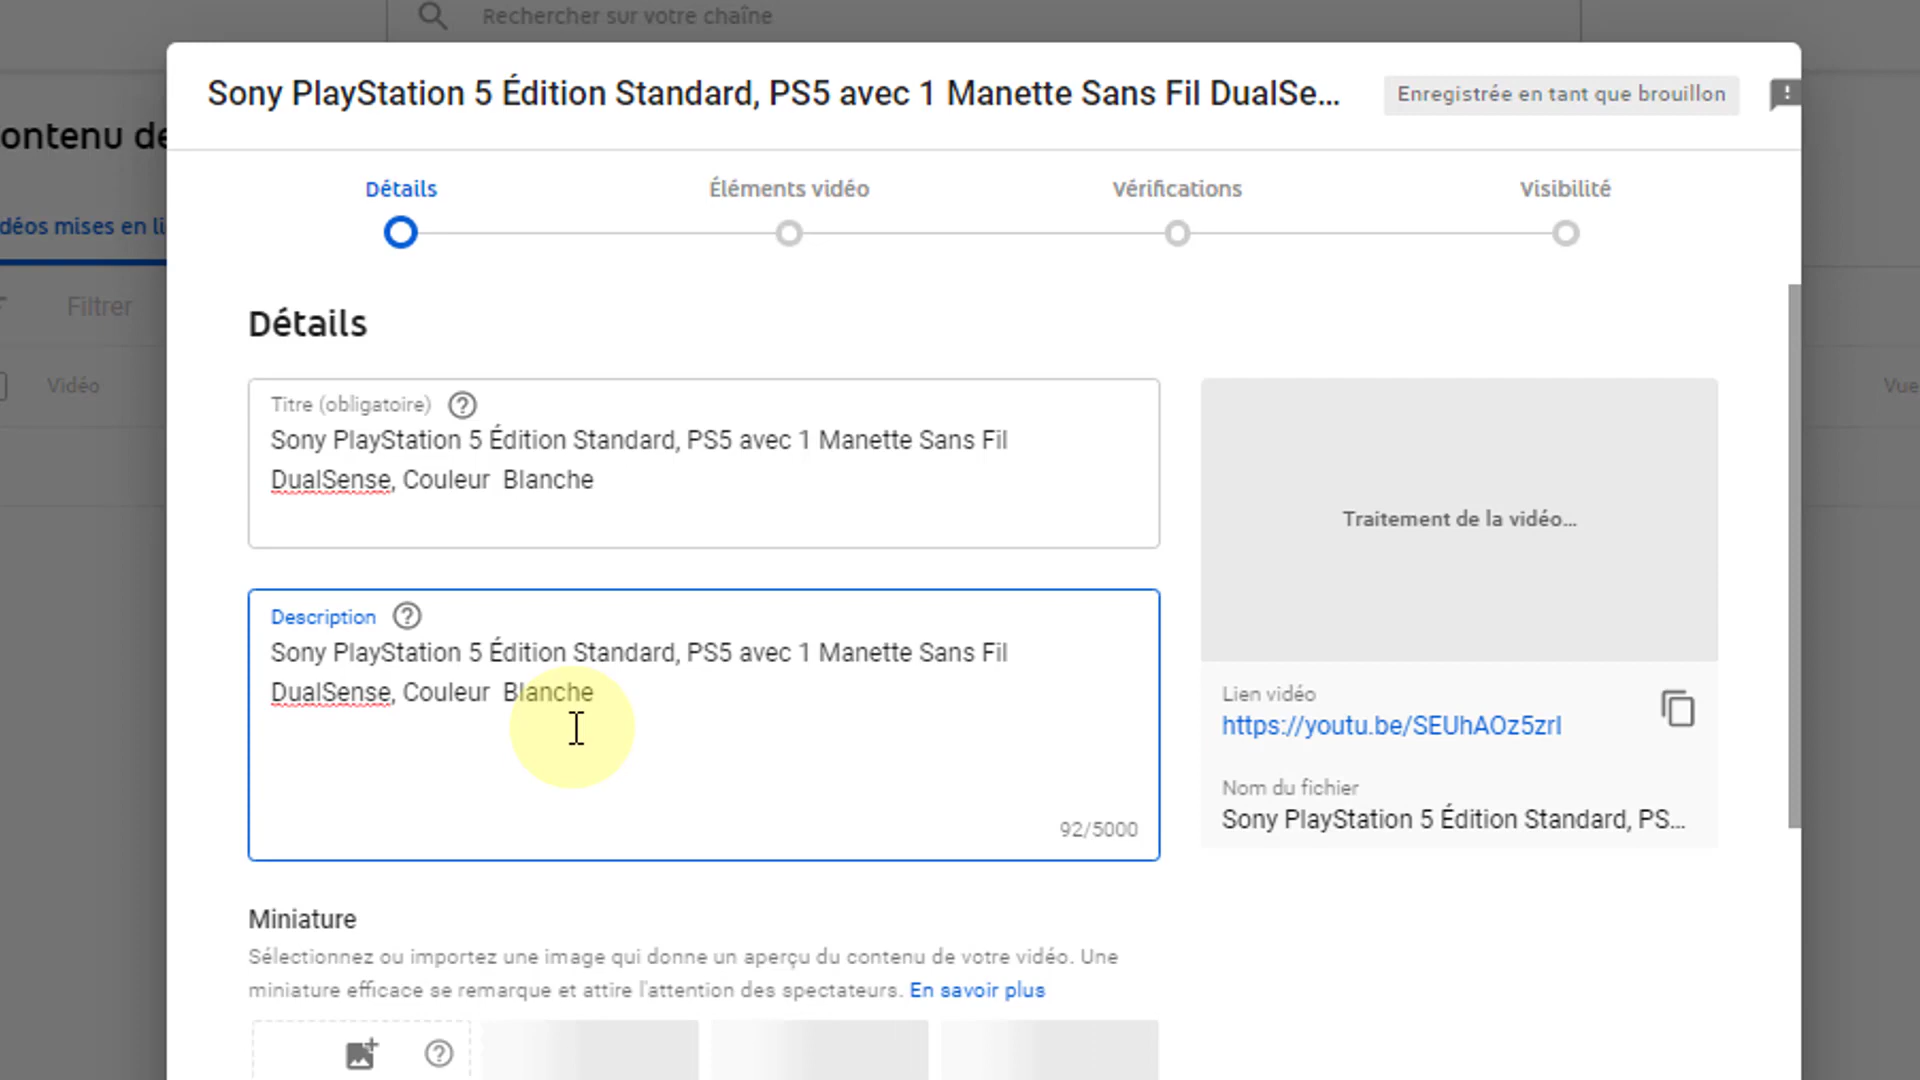 Rechercher sur votre chaîne
Sony PlayStation 5 Édition Standard, PS5 avec 1 Manette Sans Fil DualSe...
Enregistrée en tant que brouillon
ontenu de
Détails
Éléments vidéo
Vérifications
Visibilité
déos mises en li
Filtrer
Détails
Vidéo
Vue
Titre (obligatoire)
Sony PlayStation 5 Édition Standard, PS5 avec 1 Manette Sans Fil
DualSense, Couleur  Blanche
Traitement de la vidéo...
Description
Sony PlayStation 5 Édition Standard, PS5 avec 1 Manette Sans Fil
DualSense, Couleur  Blanche
92/5000
Lien vidéo
https://youtu.be/SEUhAOz5zrI
Nom du fichier
Sony PlayStation 5 Édition Standard, PS...
Miniature
Sélectionnez ou importez une image qui donne un aperçu du contenu de votre vidéo. Une
miniature efficace se remarque et attire l'attention des spectateurs. En savoir plus